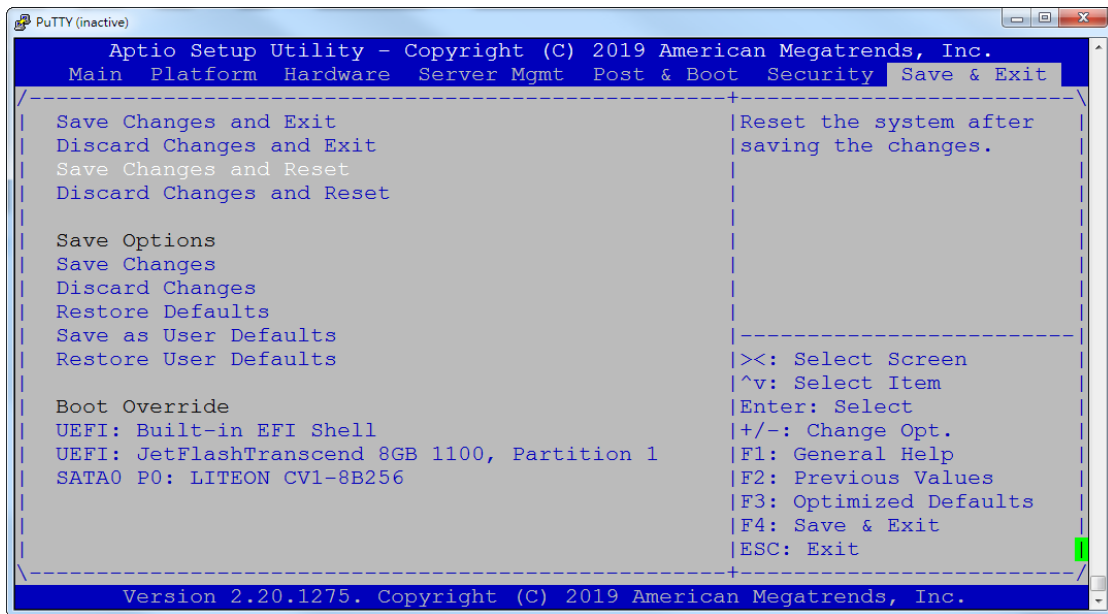 PuTTY (inactive)
Aptio Setup Utility - Copyright (C) 2019 American Megatrends, Inc.
Main Platform Hardware Server Mgmt Post & Boot Security Save & Exit
Save Changes and Exit
Discard Changes and Exit
Save Changes and Reset
Discard Changes and Reset
Save Options
Save Changes
Discard Changes
Restore Defaults
Save as User Defaults
Restore User Defaults
Boot Override
UEFI: Built-in EFI Shell
UEFI: JetFlashTranscend 8GB 1100, Partition 1
SATA0 P0: LITEON CV1-8B256
Reset the system after
saving the changes.
><: Select Screen
^v: Select Item
Enter: Select
+/-: Change Opt.
F1: General Help
F2: Previous Values
F3: Optimized Defaults
F4: Save & Exit
ESC: Exit
Version 2.20.1275. Copyright (C) 2019 American Megatrends, Inc.